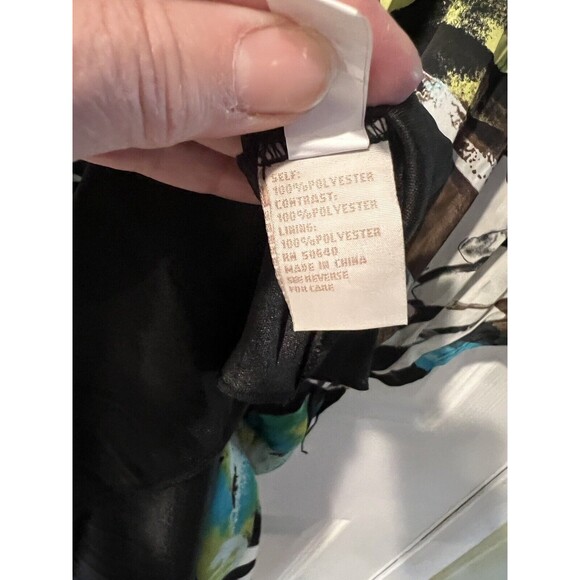 SELF:
100%POLYESTER
CONTRAST:
100%POLYESTER
LINING:
100%POLYESTER
RN 50640
MADE IN CHINA
SEE REVERSE
FOR CARE